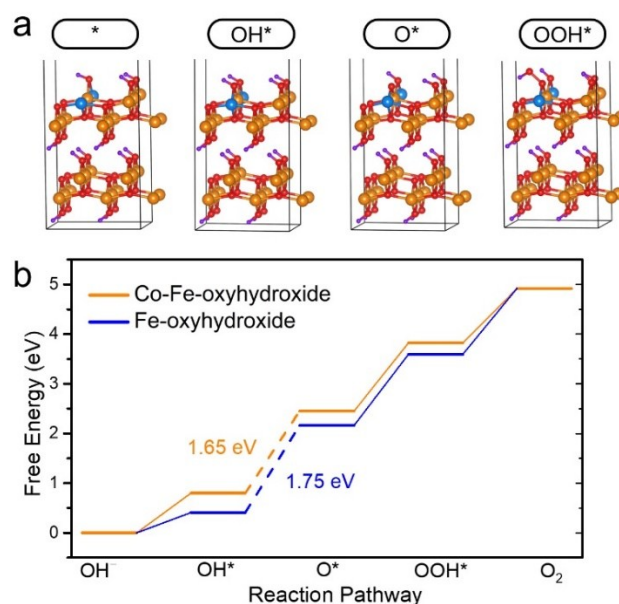 a
* OH* O* OOH*
b
5
4
3
2
1
0
Free Energy (eV)
Co-Fe-oxyhydroxide
Fe-oxyhydroxide
1.65 eV
1.75 eV
OH⁻ OH* O* OOH* O₂
Reaction Pathway